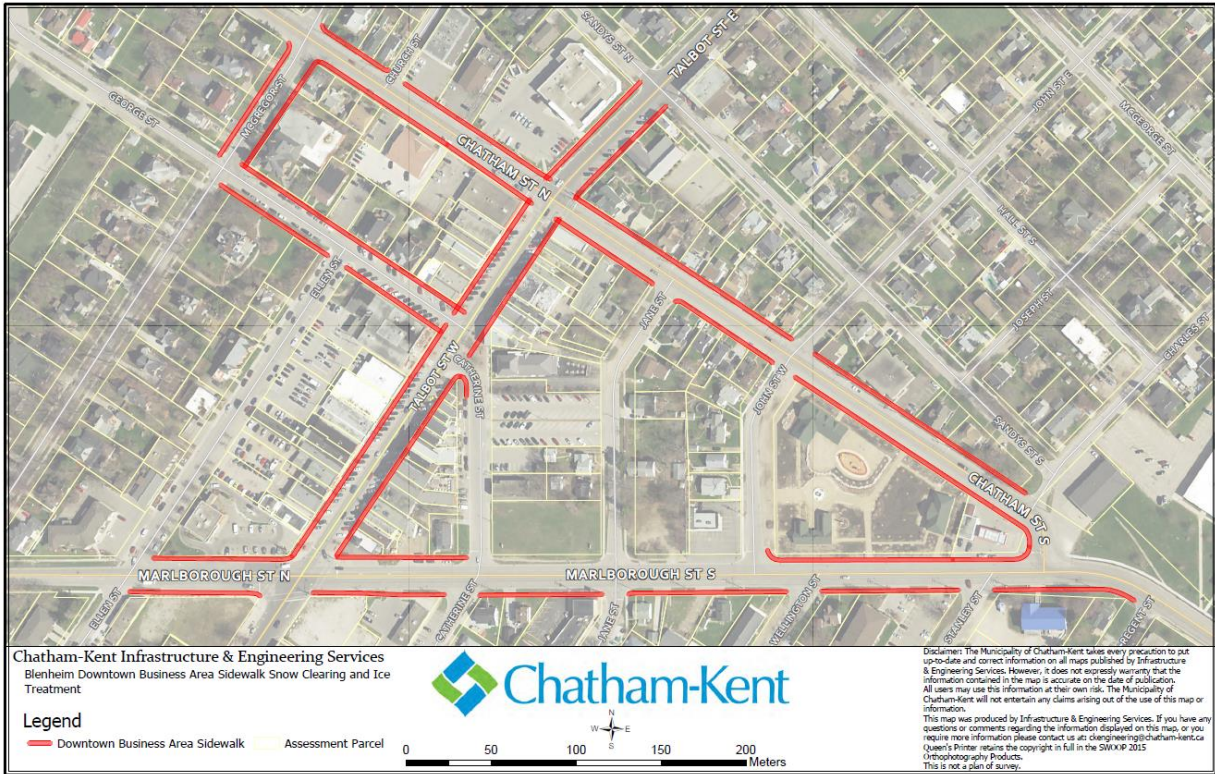 SANDYS ST N
TALBOT ST E
CHURCH ST
MCGREGOR ST
GEORGE ST
JOHN ST E
MCGEORGE ST
CHATHAM ST N
HALL ST S
ELLEN ST
JANE ST
JOSEPH ST
CHARLES ST
TALBOT ST W
CATHERINE ST
JOHN ST W
SANDYS ST S
CHATHAM ST S
MARLBOROUGH ST N
MARLBOROUGH ST S
ELLEN ST
CATHERINE ST
JANE ST
WELLINGTON ST
STANLEY ST
REGENT ST
Chatham-Kent Infrastructure & Engineering Services
Blenheim Downtown Business Area Sidewalk Snow Clearing and Ice
Treatment
Legend
Downtown Business Area Sidewalk
Assessment Parcel
Chatham-Kent
N
W E
S
0 50 100 150 200
Meters
Disclaimer: The Municipality of Chatham-Kent takes every precaution to put
up-to-date and correct information on all maps published by Infrastructure
& Engineering Services. However, it does not expressly warranty that the
information contained in the map is accurate on the date of publication.
All users may use this information at their own risk. The Municipality of
Chatham-Kent will not entertain any claims arising out of the use of this map or
information.
This map was produced by Infrastructure & Engineering Services. If you have any
questions or comments regarding the information displayed on this map, or you
require more information please contact us at: ckengineering@chatham-kent.ca
Queen's Printer retains the copyright in full in the SWOOP 2015
Orthophotography Products.
This is not a plan of survey.